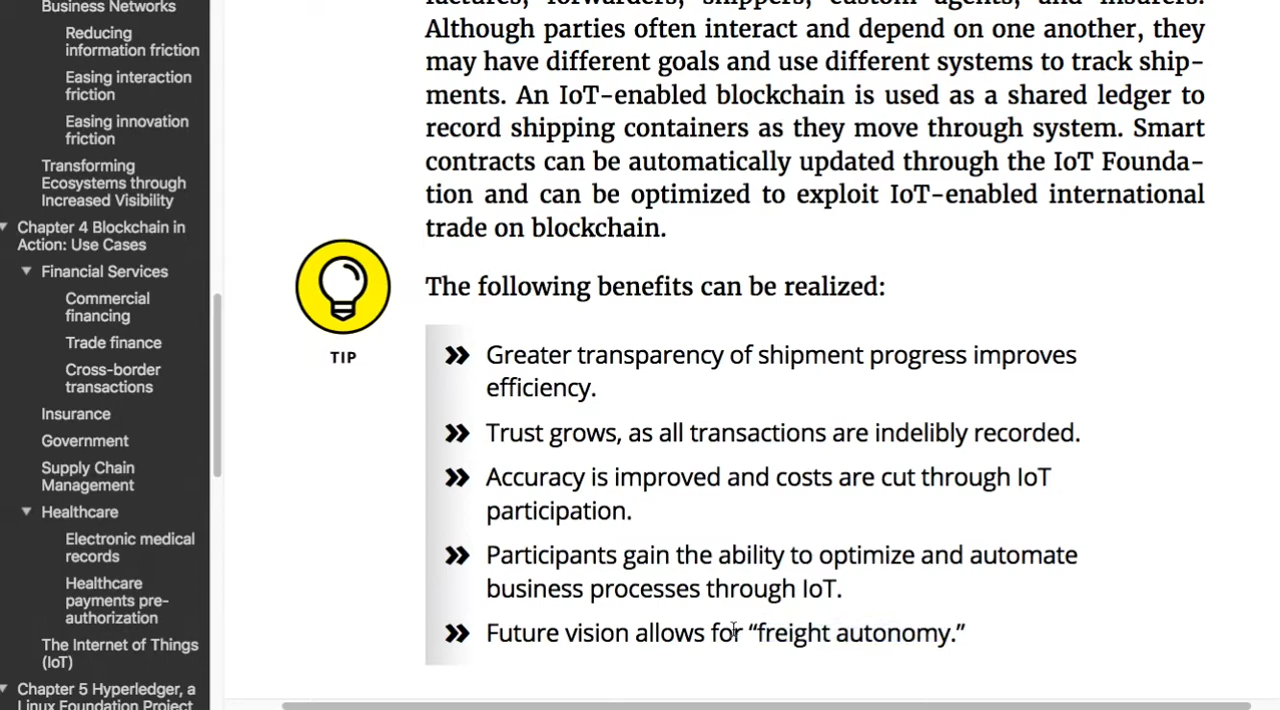 Business Networks
Reducing
information friction
Easing interaction
friction
Easing innovation
friction
Transforming
Ecosystems through
Increased Visibility
Chapter 4 Blockchain in
Action: Use Cases
Financial Services
Commercial
financing
Trade finance
Cross-border
transactions
Insurance
Government
Supply Chain
Management
Healthcare
Electronic medical
records
Healthcare
payments pre-
authorization
The Internet of Things
(IoT)
Chapter 5 Hyperledger, a
Linux Foundation Project
factures, forwarders, shippers, custom agents, and insurers.
Although parties often interact and depend on one another, they
may have different goals and use different systems to track ship-
ments. An IoT-enabled blockchain is used as a shared ledger to
record shipping containers as they move through system. Smart
contracts can be automatically updated through the IoT Founda-
tion and can be optimized to exploit IoT-enabled international
trade on blockchain.
TIP
The following benefits can be realized:
Greater transparency of shipment progress improves
efficiency.
Trust grows, as all transactions are indelibly recorded.
Accuracy is improved and costs are cut through IoT
participation.
Participants gain the ability to optimize and automate
business processes through IoT.
Future vision allows for “freight autonomy.”